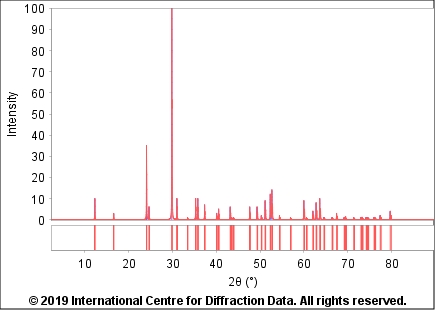 100
90
80
70
60
50
40
30
20
10
0
Intensity
10 20 30 40 50 60 70 80
2θ (°)
© 2019 International Centre for Diffraction Data. All rights reserved.